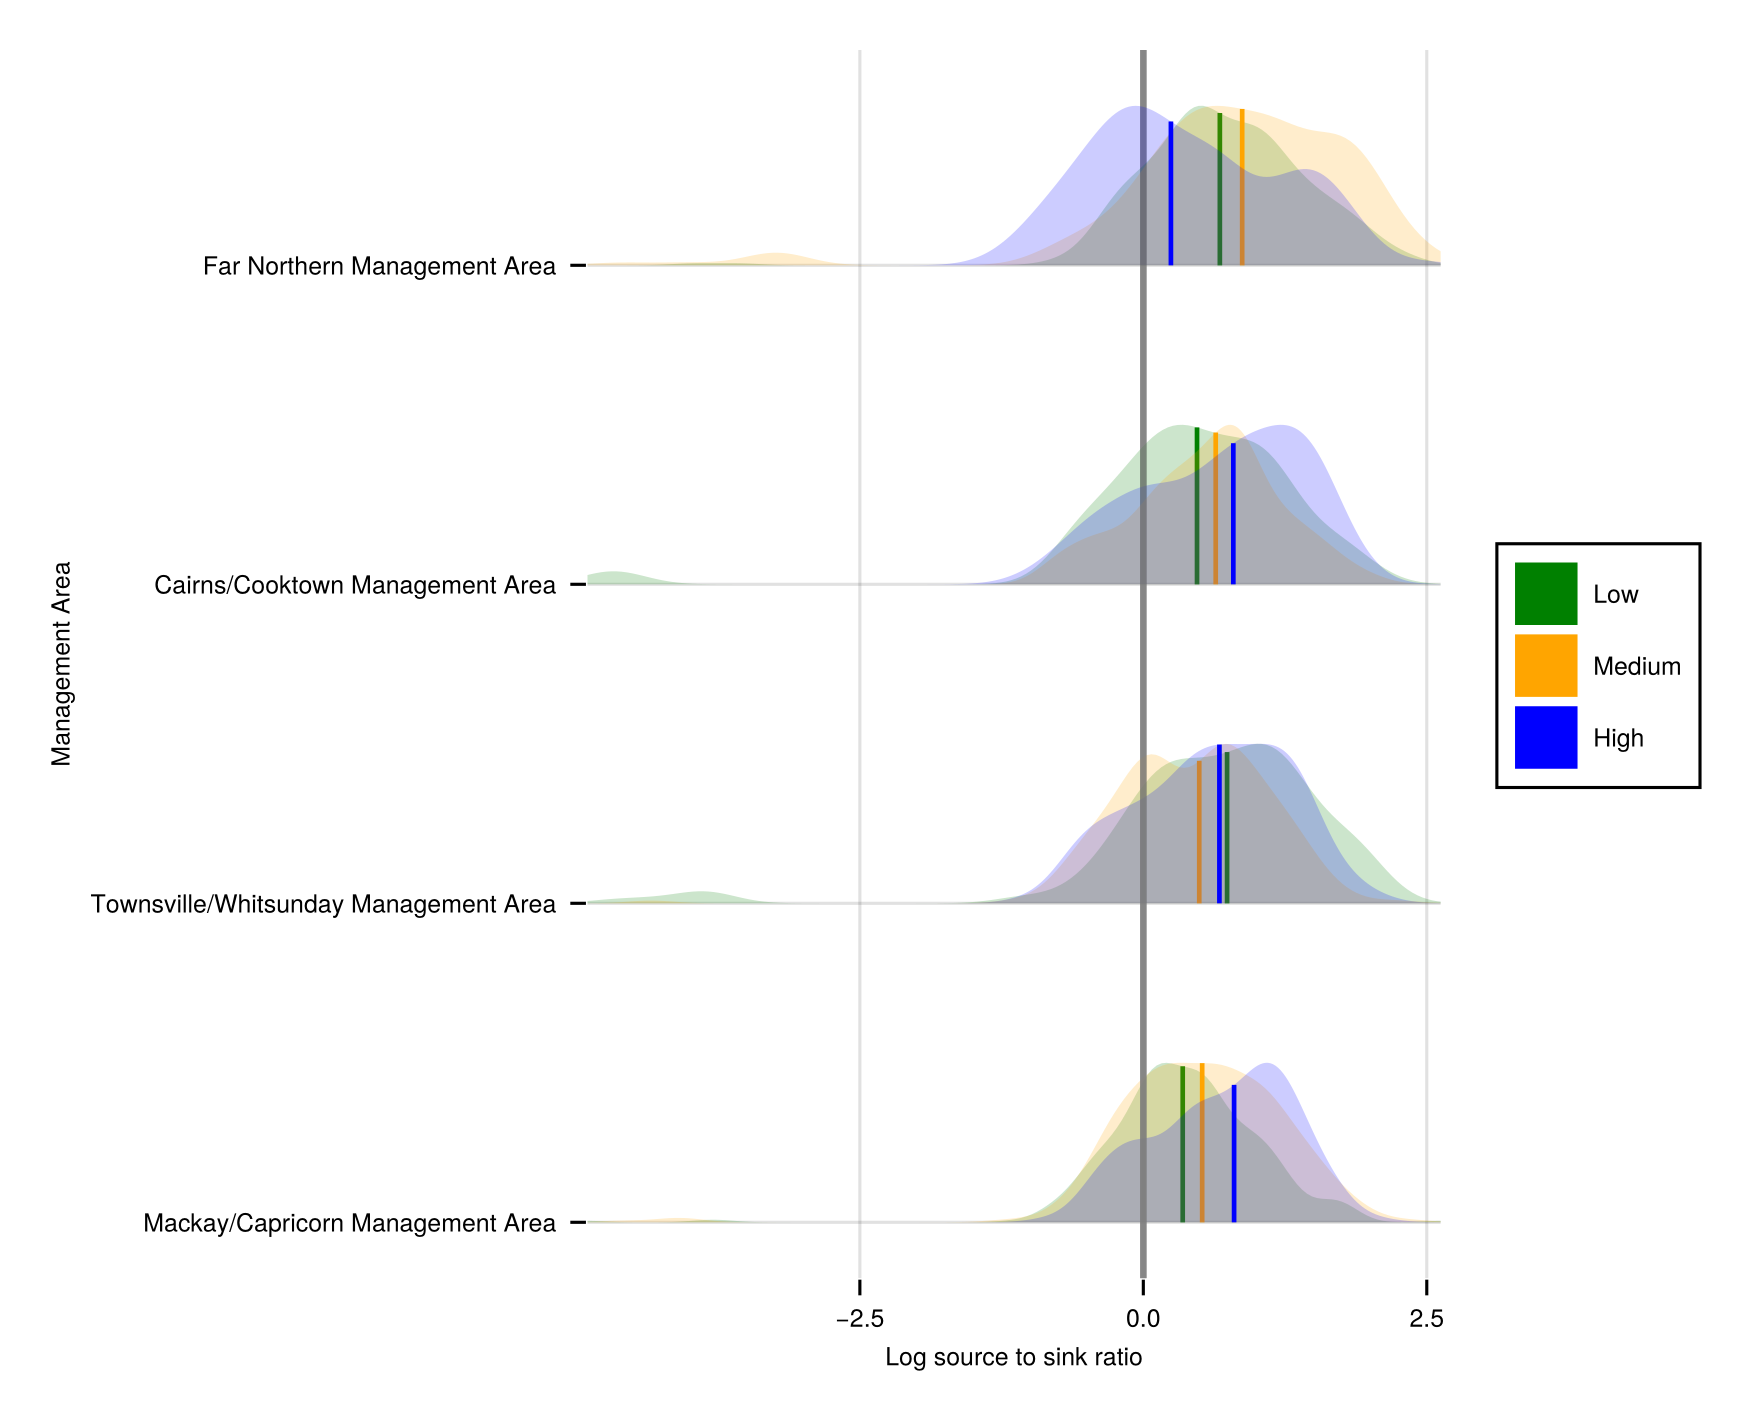 Management Area
Far Northern Management Area
Cairns/Cooktown Management Area
Townsville/Whitsunday Management Area
Mackay/Capricorn Management Area
−2.5
0.0
2.5
Log source to sink ratio
Low
Medium
High